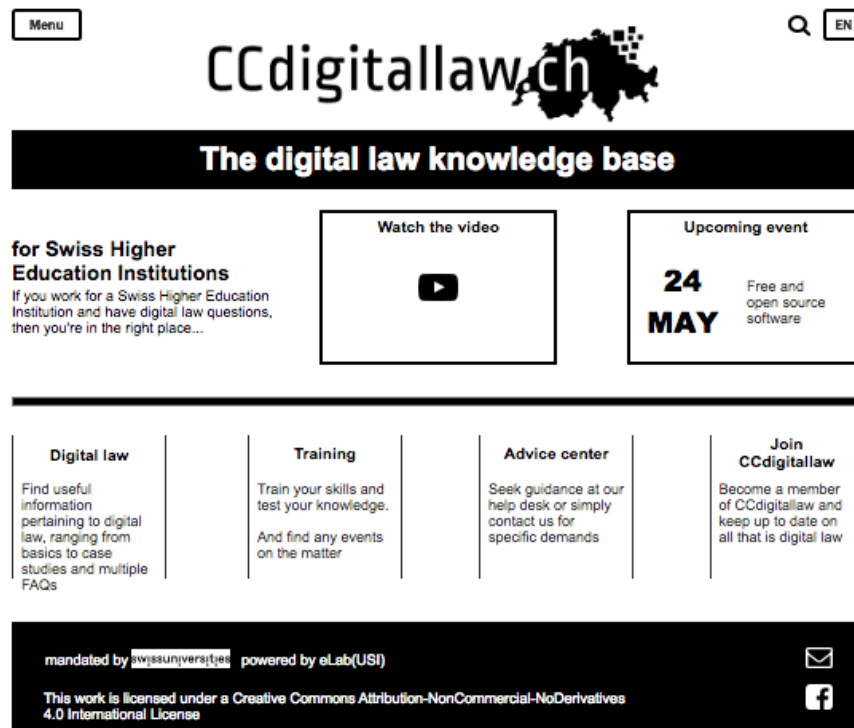 Menu
EN
CCdigitallaw.ch
The digital law knowledge base
for Swiss Higher
Education Institutions
If you work for a Swiss Higher Education
Institution and have digital law questions,
then you're in the right place...
Watch the video
Upcoming event
24
MAY
Free and
open source
software
Digital law
Find useful
information
pertaining to digital
law, ranging from
basics to case
studies and multiple
FAQs
Training
Train your skills and
test your knowledge.
And find any events
on the matter
Advice center
Seek guidance at our
help desk or simply
contact us for
specific demands
Join
CCdigitallaw
Become a member
of CCdigitallaw and
keep up to date on
all that is digital law
mandated by swissuniversities powered by eLab(USI)
This work is licensed under a Creative Commons Attribution-NonCommercial-NoDerivatives
4.0 International License